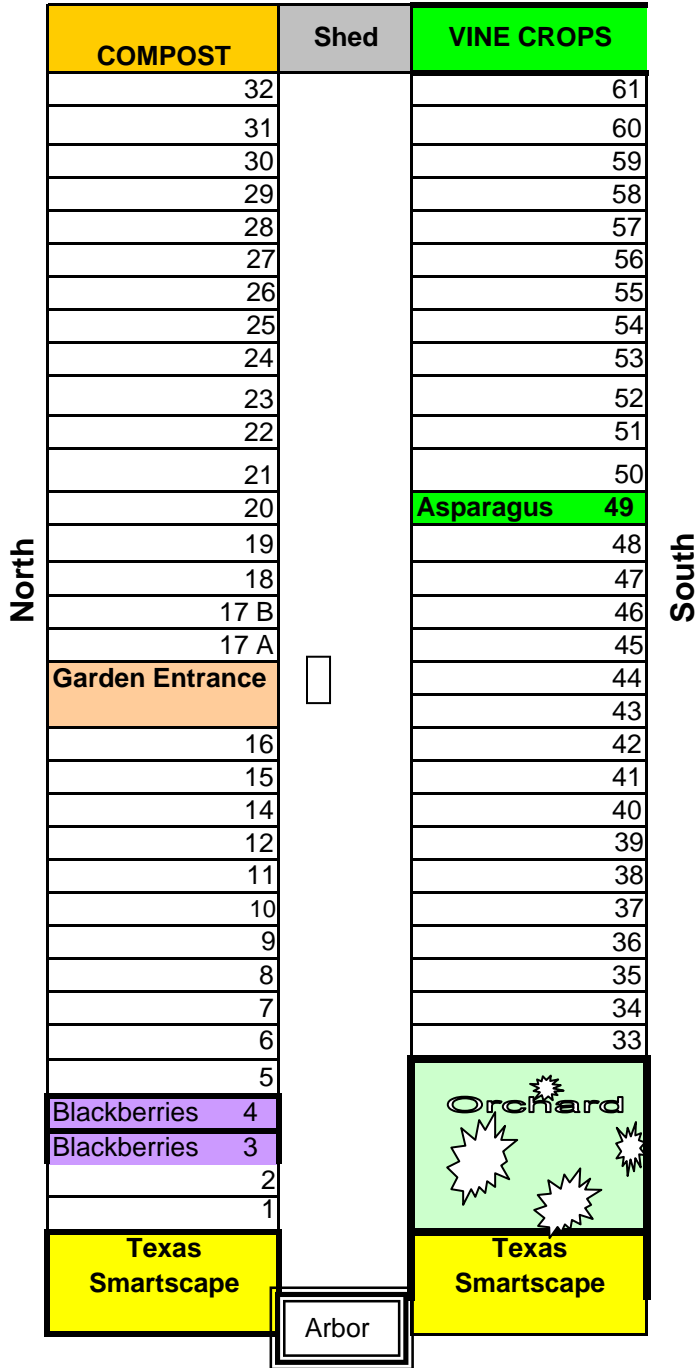 COMPOST Shed VINE CROPS
32 61
31 60
30 59
29 58
28 57
27 56
26 55
25 54
24 53
23 52
22 51
21 50
20 Asparagus 49
19 48
18 47
17 B 46
17 A 45
Garden Entrance 44
43
16 42
15 41
14 40
12 39
11 38
10 37
9 36
8 35
7 34
6 33
5
Orchard
Blackberries 4
Blackberries 3
2
1
Texas
Smartscape
Texas
Smartscape
Arbor
North
South